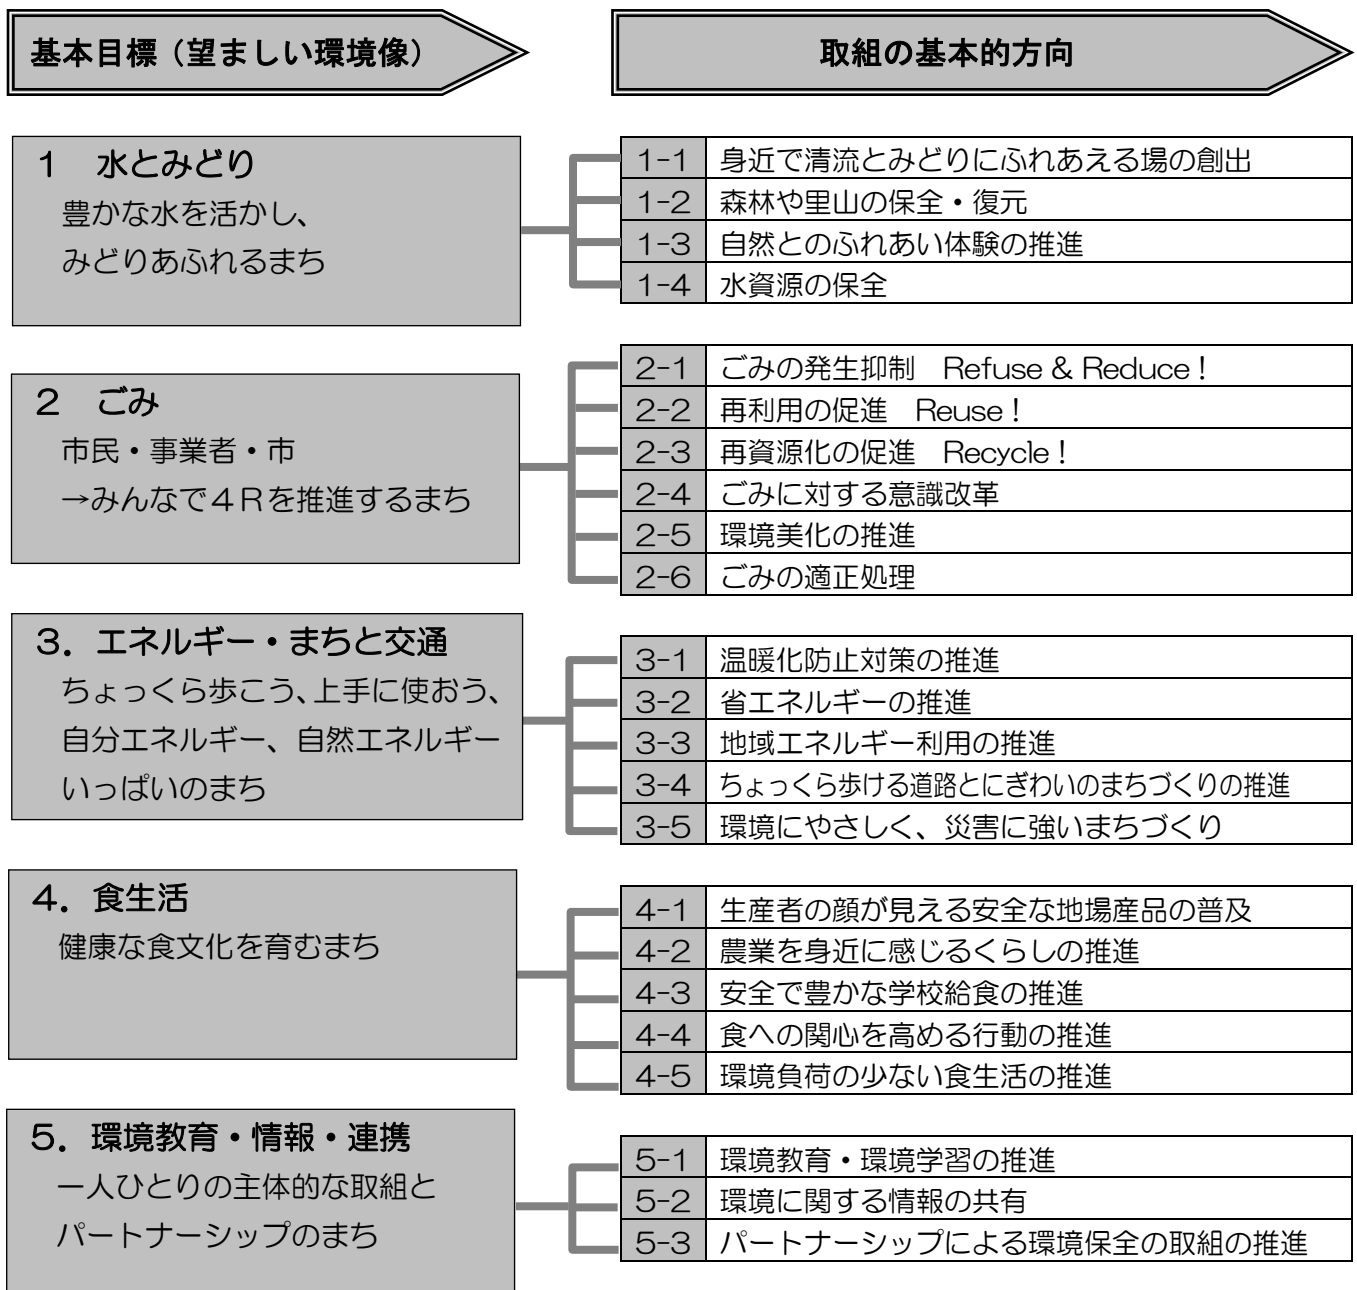 基本目標（望ましい環境像）
取組の基本的方向
１　水とみどり
豊かな水を活かし、
みどりあふれるまち
1-1 身近で清流とみどりにふれあえる場の創出
1-2 森林や里山の保全・復元
1-3 自然とのふれあい体験の推進
1-4 水資源の保全
２　ごみ
市民・事業者・市
→みんなで４Ｒを推進するまち
2-1 ごみの発生抑制　Refuse & Reduce！
2-2 再利用の促進　Reuse！
2-3 再資源化の促進　Recycle！
2-4 ごみに対する意識改革
2-5 環境美化の推進
2-6 ごみの適正処理
３．エネルギー・まちと交通
ちょっくら歩こう、上手に使おう、
自分エネルギー、自然エネルギー
いっぱいのまち
3-1 温暖化防止対策の推進
3-2 省エネルギーの推進
3-3 地域エネルギー利用の推進
3-4 ちょっくら歩ける道路とにぎわいのまちづくりの推進
3-5 環境にやさしく、災害に強いまちづくり
４．食生活
健康な食文化を育むまち
4-1 生産者の顔が見える安全な地場産品の普及
4-2 農業を身近に感じるくらしの推進
4-3 安全で豊かな学校給食の推進
4-4 食への関心を高める行動の推進
4-5 環境負荷の少ない食生活の推進
５．環境教育・情報・連携
一人ひとりの主体的な取組と
パートナーシップのまち
5-1 環境教育・環境学習の推進
5-2 環境に関する情報の共有
5-3 パートナーシップによる環境保全の取組の推進